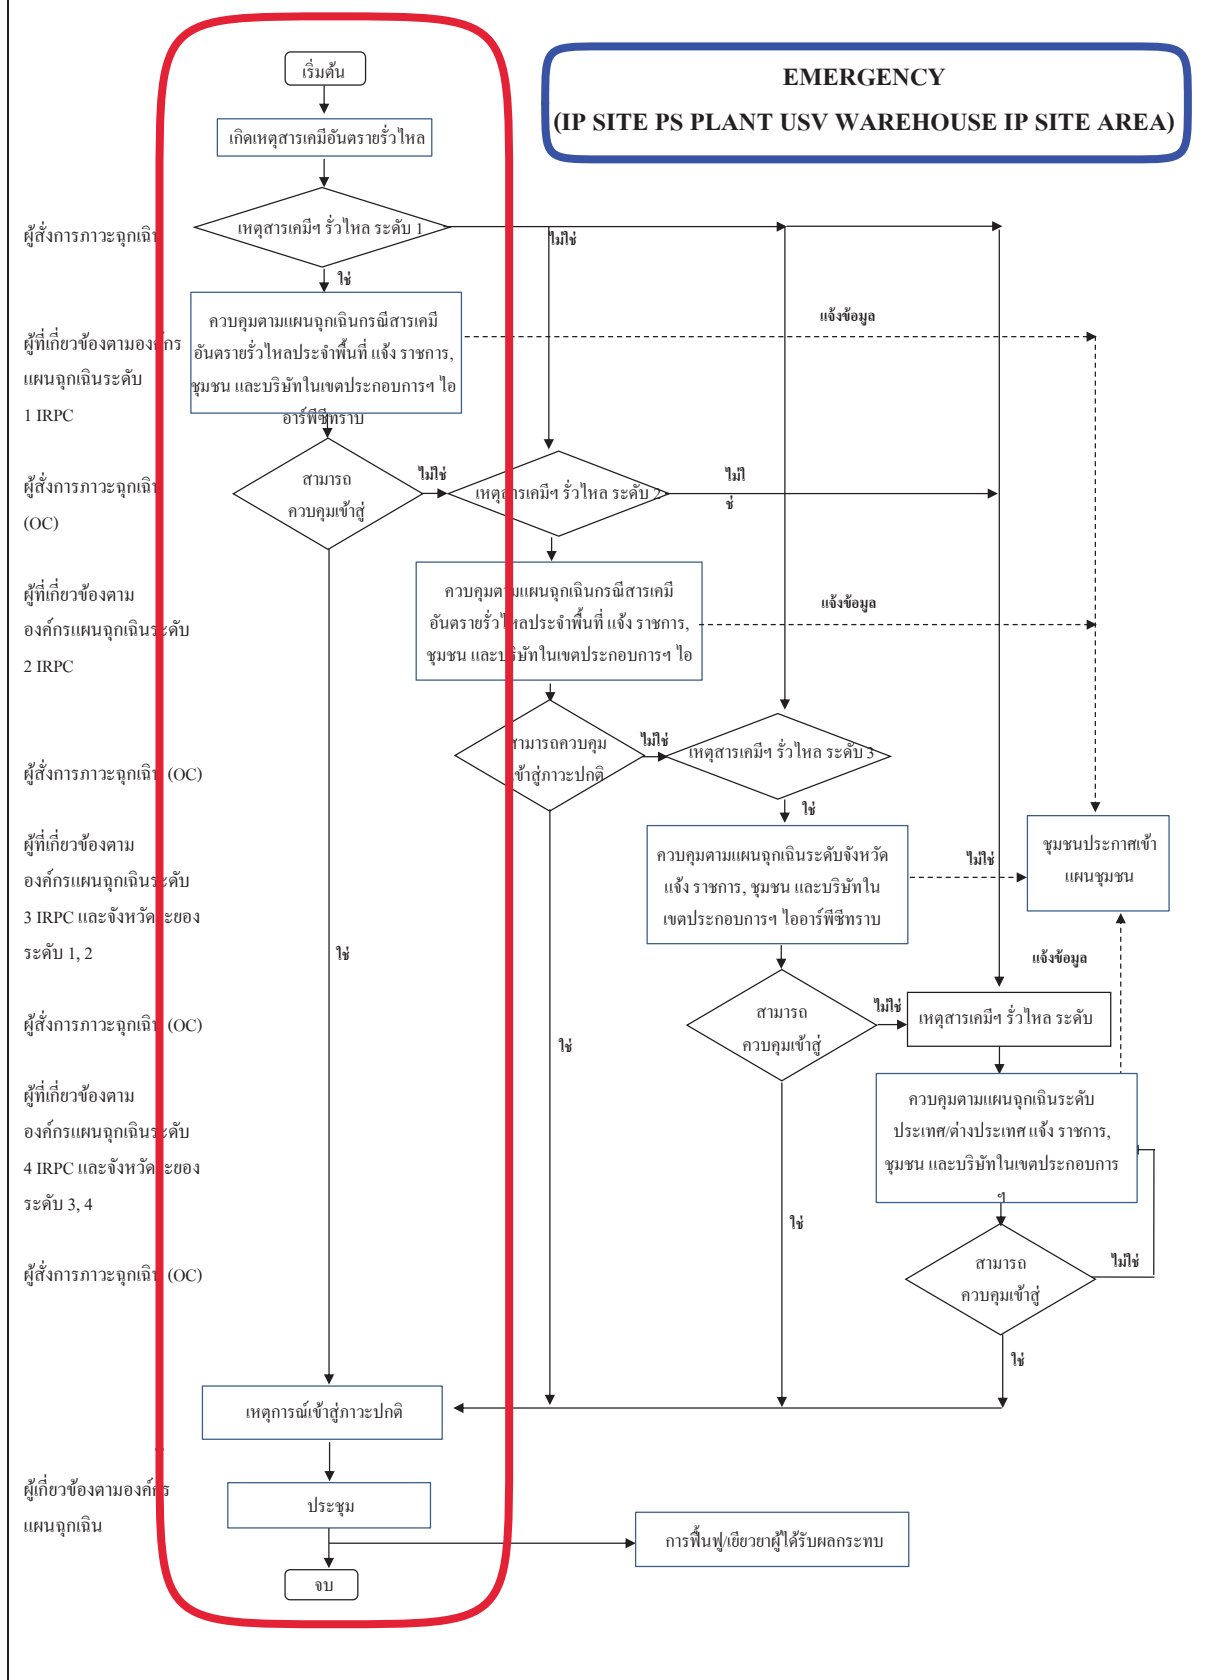 เริ่มต้น
EMERGENCY
(IP SITE PS PLANT USV WAREHOUSE IP SITE AREA)
เกิดเหตุสารเคมีอันตรายรั่วไหล
ผู้สั่งการภาวะฉุกเฉิน
เหตุสารเคมีฯ รั่วไหล ระดับ 1
ไม่ใช่
ใช่
ผู้ที่เกี่ยวข้องตามองค์กร
แผนฉุกเฉินระดับ
1 IRPC
ควบคุมตามแผนฉุกเฉินกรณีสารเคมี
อันตรายรั่วไหลประจำพื้นที่ แจ้ง ราชการ,
ชุมชน และบริษัทในเขตประกอบการฯ ไอ
อาร์พีซีทราบ
แจ้งข้อมูล
ผู้สั่งการภาวะฉุกเฉิน
(OC)
สามารถ
ควบคุมเข้าสู่
ไม่ใช่
เหตุสารเคมีฯ รั่วไหล ระดับ 2
ไม่ใ
ช่
ผู้ที่เกี่ยวข้องตาม
องค์กรแผนฉุกเฉินระดับ
2 IRPC
ควบคุมตามแผนฉุกเฉินกรณีสารเคมี
อันตรายรั่วไหลประจำพื้นที่ แจ้ง ราชการ,
ชุมชน และบริษัทในเขตประกอบการฯ ไอ
แจ้งข้อมูล
ผู้สั่งการภาวะฉุกเฉิน (OC)
สามารถควบคุม
เข้าสู่ภาวะปกติ
ไม่ใช่
เหตุสารเคมีฯ รั่วไหล ระดับ 3
ใช่
ผู้ที่เกี่ยวข้องตาม
องค์กรแผนฉุกเฉินระดับ
3 IRPC และจังหวัดระยอง
ระดับ 1, 2
ใช่
ควบคุมตามแผนฉุกเฉินระดับจังหวัด
แจ้ง ราชการ, ชุมชน และบริษัทใน
เขตประกอบการฯ ไออาร์พีซีทราบ
ไม่ใช่
ชุมชนประกาศเข้า
แผนชุมชน
แจ้งข้อมูล
ผู้สั่งการภาวะฉุกเฉิน (OC)
ใช่
สามารถ
ควบคุมเข้าสู่
ไม่ใช่
เหตุสารเคมีฯ รั่วไหล ระดับ
ผู้ที่เกี่ยวข้องตาม
องค์กรแผนฉุกเฉินระดับ
4 IRPC และจังหวัดระยอง
ระดับ 3, 4
ควบคุมตามแผนฉุกเฉินระดับ
ประเทศ/ต่างประเทศ แจ้ง ราชการ,
ชุมชน และบริษัทในเขตประกอบการ
ฯ
ใช่
ผู้สั่งการภาวะฉุกเฉิน (OC)
สามารถ
ควบคุมเข้าสู่
ไม่ใช่
ใช่
เหตุการณ์เข้าสู่ภาวะปกติ
ผู้เกี่ยวข้องตามองค์กร
แผนฉุกเฉิน
ประชุม
การฟื้นฟู/เยียวยาผู้ได้รับผลกระทบ
จบ